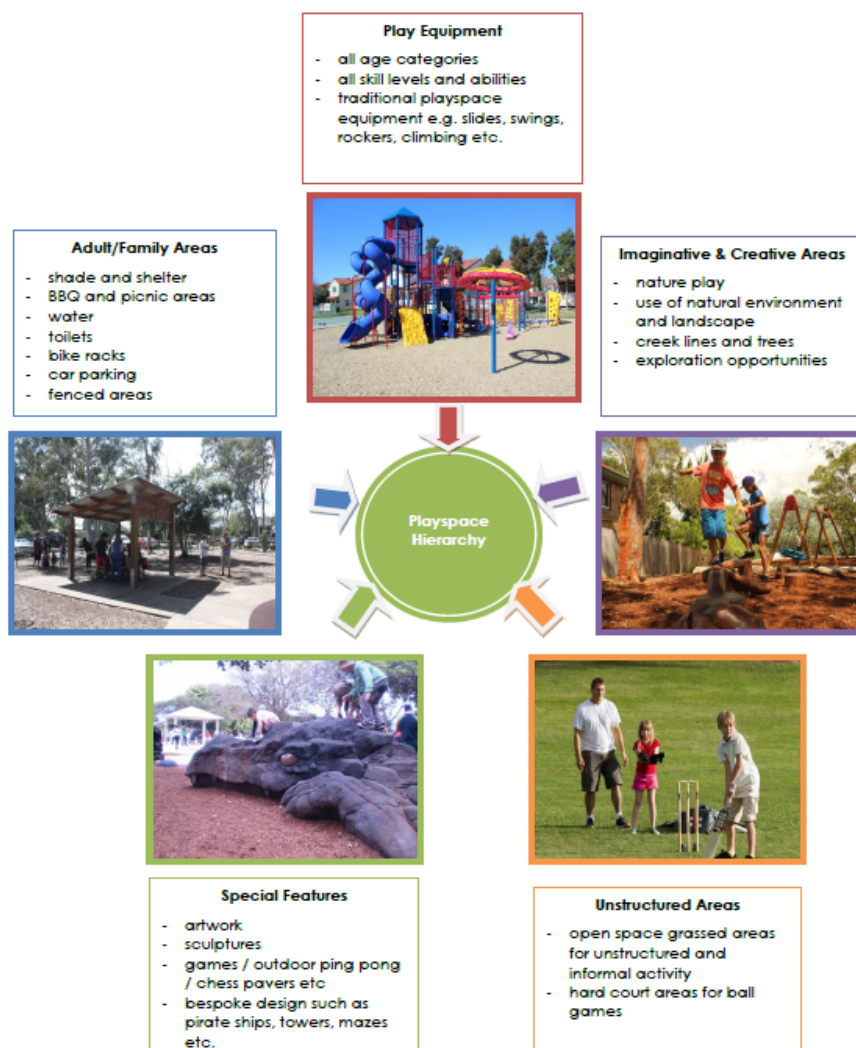 Play Equipment
- all age categories
- all skill levels and abilities
- traditional playspace
equipment e.g. slides, swings,
rockers, climbing etc.
Adult/Family Areas
- shade and shelter
- BBQ and picnic areas
- water
- toilets
- bike racks
- car parking
- fenced areas
Imaginative & Creative Areas
- nature play
- use of natural environment
and landscape
- creek lines and trees
- exploration opportunities
Playspace
Hierarchy
Special Features
- artwork
- sculptures
- games / outdoor ping pong
/ chess pavers etc
- bespoke design such as
pirate ships, towers, mazes
etc.
Unstructured Areas
- open space grassed areas
for unstructured and
informal activity
- hard court areas for ball
games